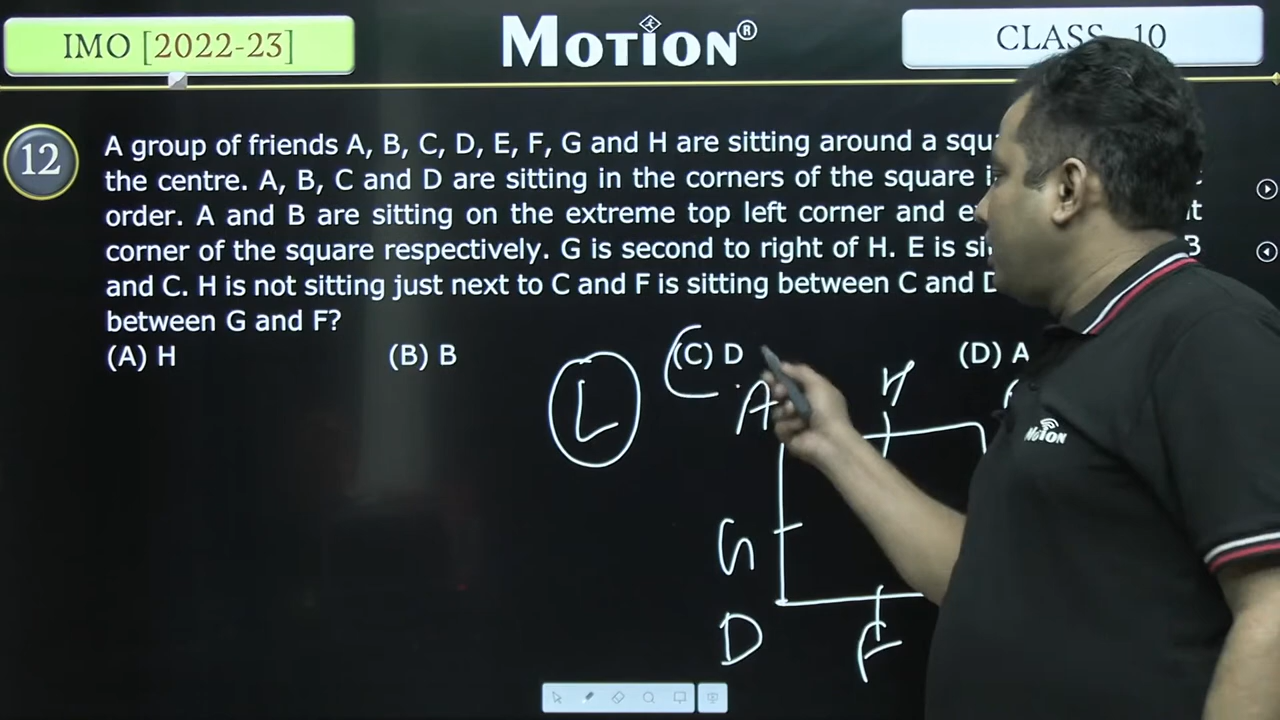 IMO [2022-23]
MOTION®
CLASS 10
12
A group of friends A, B, C, D, E, F, G and H are sitting around a
the centre. A, B, C and D are sitting in the corners of the square
order. A and B are sitting on the extreme top left corner and
corner of the square respectively. G is second to right of H. E is B
and C. H is not sitting just next to C and F is sitting between C and D
between G and F?
(A) H (B) B (C) D (D) A
L
A H
G
D F
MOTION